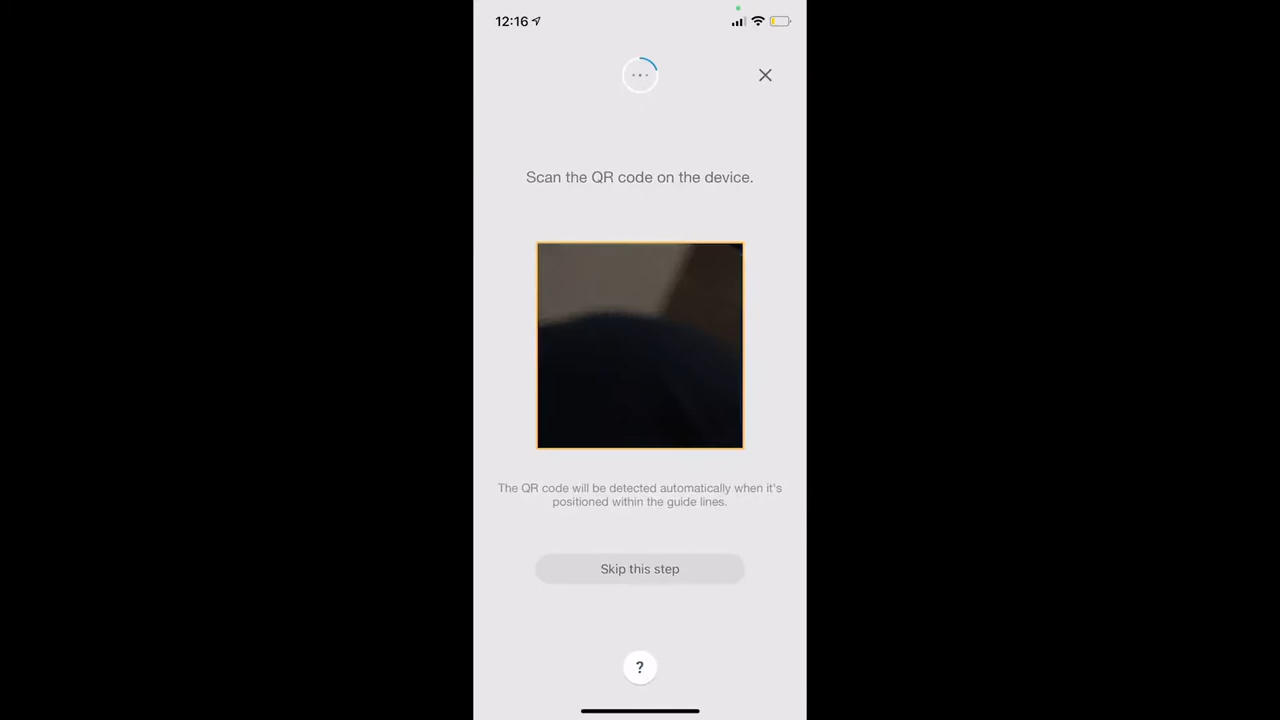 12:16
Scan the QR code on the device.
The QR code will be detected automatically when it's
positioned within the guide lines.
Skip this step
?